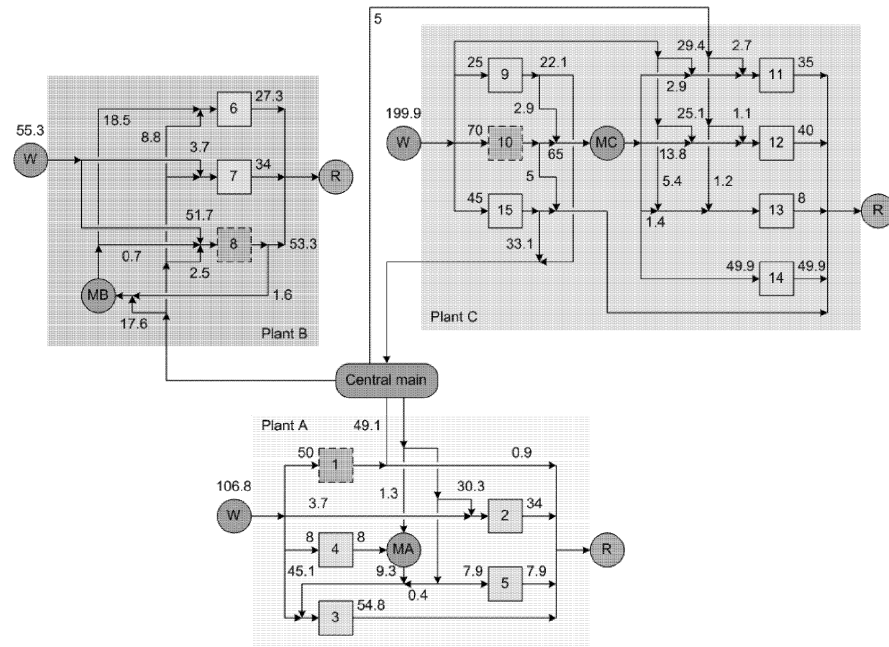 5
29.4 2.7
25 9 22.1 11 35
2.9
2.9
199.9
25.1 1.1
W 70 10 65 MC 13.8 12 40
5 5.4 1.2
45 15 1.4 13 8 R
33.1
49.9 14 49.9
Plant C
6 27.3
18.5
8.8
55.3
W 3.7 7 34 R
51.7
8 53.3
0.7 2.5
MB 1.6
17.6
Plant B
Central main
Plant A 49.1
50 1 0.9
106.8 1.3 30.3
3.7
W 2 34
8 4 8 MA R
45.1 9.3 7.9 5 7.9
0.4
3 54.8